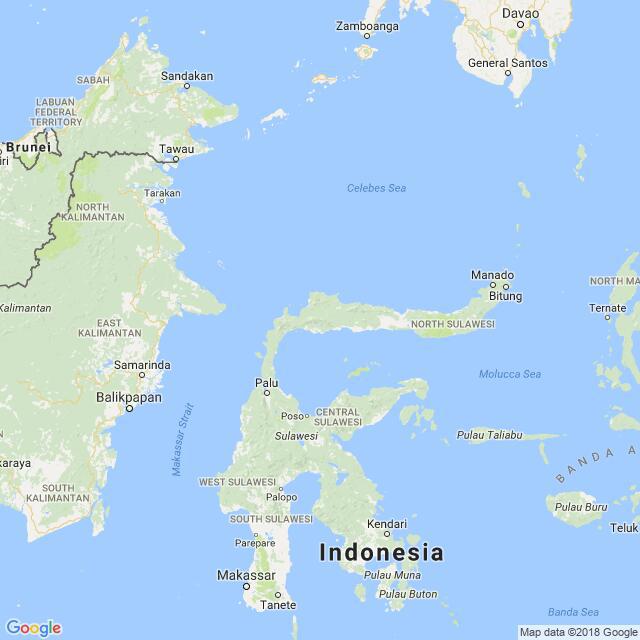 Zamboanga
Davao
General Santos
SABAH
Sandakan
LABUAN
FEDERAL
TERRITORY
Brunei
iri
Tawau
Tarakan
Celebes Sea
NORTH
KALIMANTAN
Manado
Bitung
NORTH MA
Ternate
Kalimantan
EAST
KALIMANTAN
NORTH SULAWESI
Samarinda
Molucca Sea
Palu
Balikpapan
Poso
CENTRAL
SULAWESI
Makassar Strait
Sulawesi
Pulau Taliabu
karaya
BANDA A
WEST SULAWESI
SOUTH
KALIMANTAN
Palopo
Pulau Buru
SOUTH SULAWESI
Kendari
Teluk
Parepare
Indonesia
Makassar
Pulau Muna
Tanete
Pulau Buton
Banda Sea
Google
Map data ©2018 Google